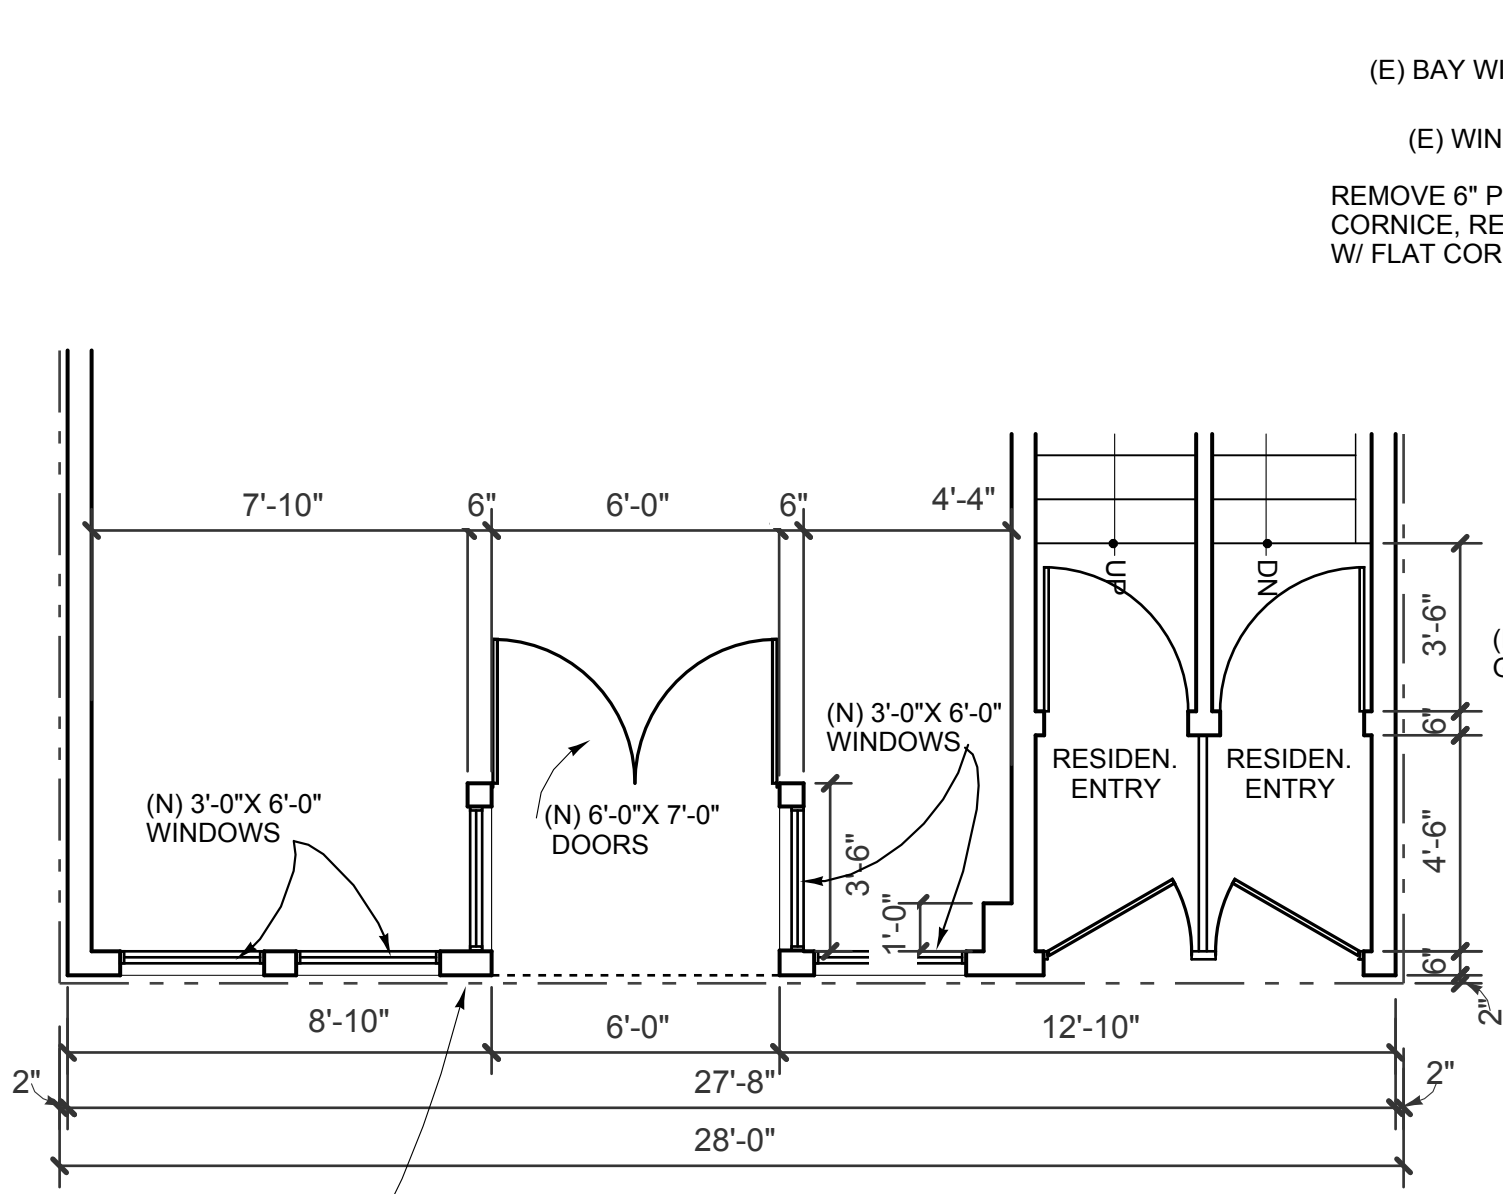 (E) BAY WI
(E) WIN
REMOVE 6" P
CORNICE, RE
W/ FLAT COR
7'-10"
6"
6'-0"
6"
4'-4"
UP
DN
3'-6"
6"
4'-6"
6"
2"
(N) 3'-0"X 6'-0"
WINDOWS
(N) 6'-0"X 7'-0"
DOORS
(N) 3'-0"X 6'-0"
WINDOWS
3'-6"
1'-0"
RESIDEN.
ENTRY
RESIDEN.
ENTRY
8'-10"
6'-0"
12'-10"
2"
27'-8"
2"
28'-0"